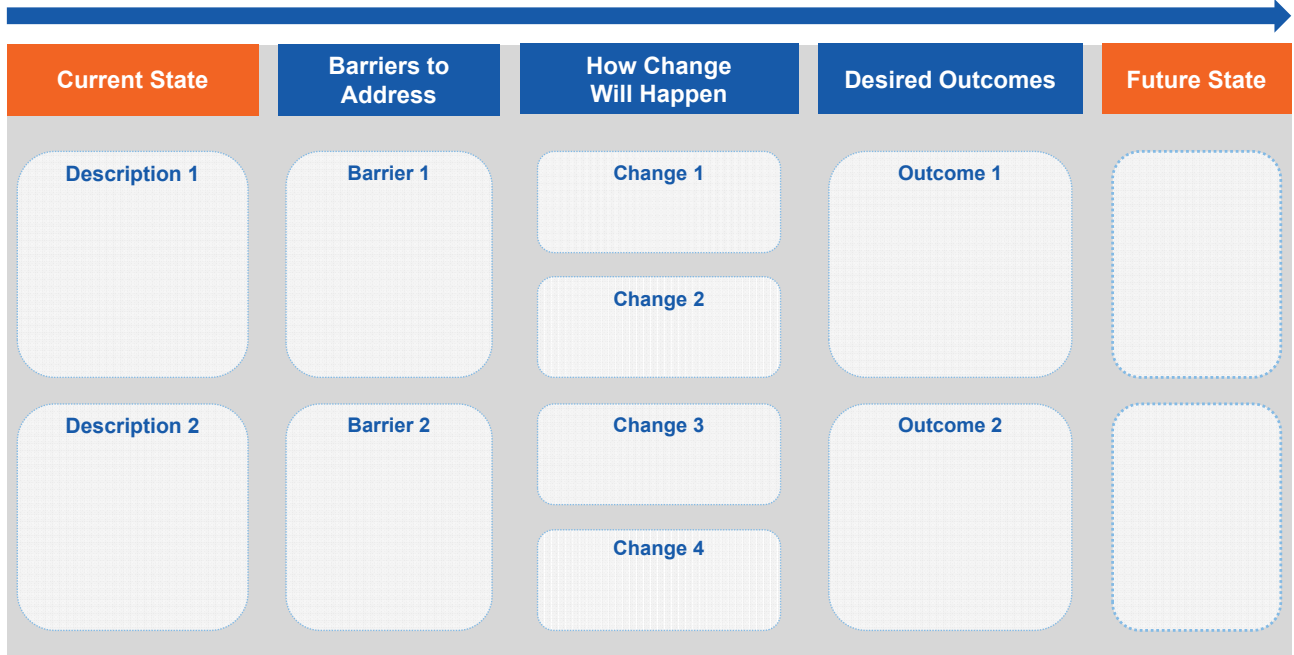 Current State
Barriers to
Address
How Change
Will Happen
Desired Outcomes
Future State
Description 1
Barrier 1
Change 1
Outcome 1
Change 2
Description 2
Barrier 2
Change 3
Outcome 2
Change 4